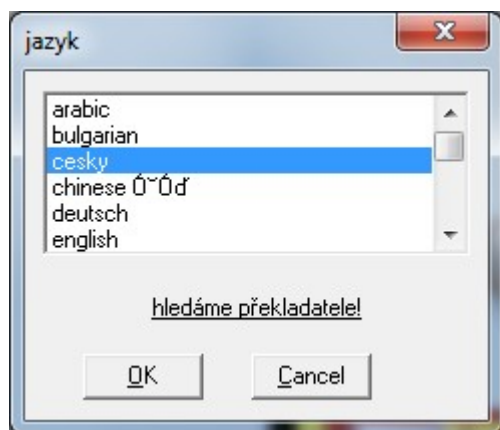 jazyk
arabic
bulgarian
cesky
chinese Ó˘Óď
deutsch
english
hledáme překladatele!
OK
Cancel